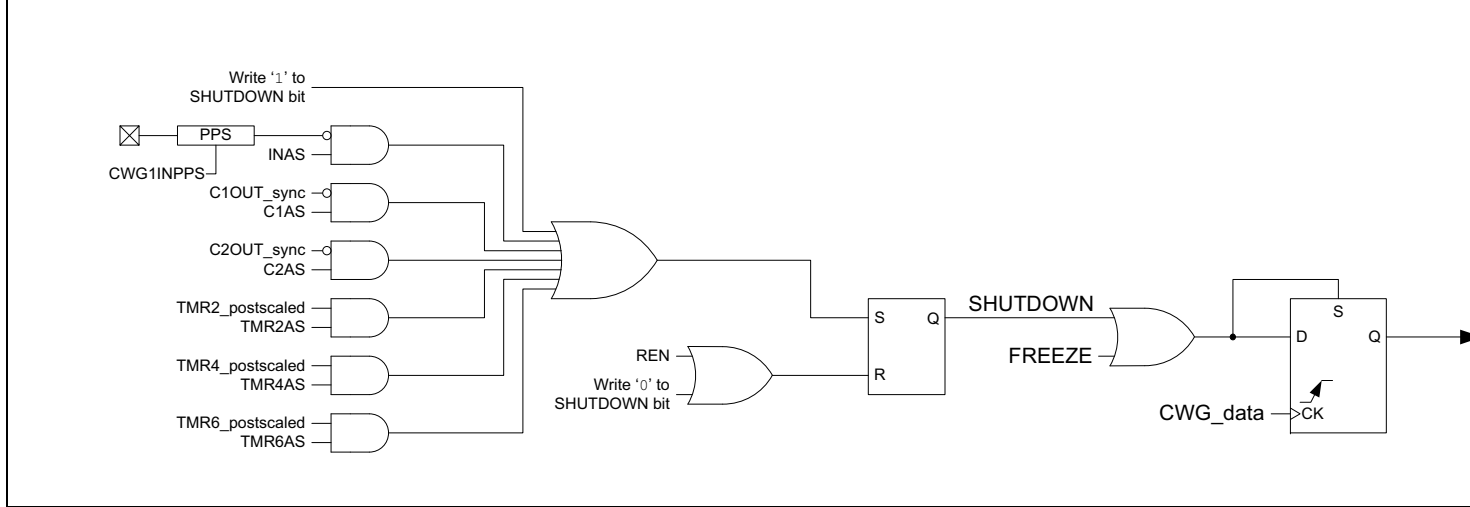 Write ‘1’ to
SHUTDOWN bit
PPS
INAS
CWG1INPPS
C1OUT_sync
C1AS
C2OUT_sync
C2AS
TMR2_postscaled
TMR2AS
TMR4_postscaled
TMR4AS
TMR6_postscaled
TMR6AS
REN
Write ‘0’ to
SHUTDOWN bit
S
Q
R
SHUTDOWN
FREEZE
S
D
Q
CWG_data
CK